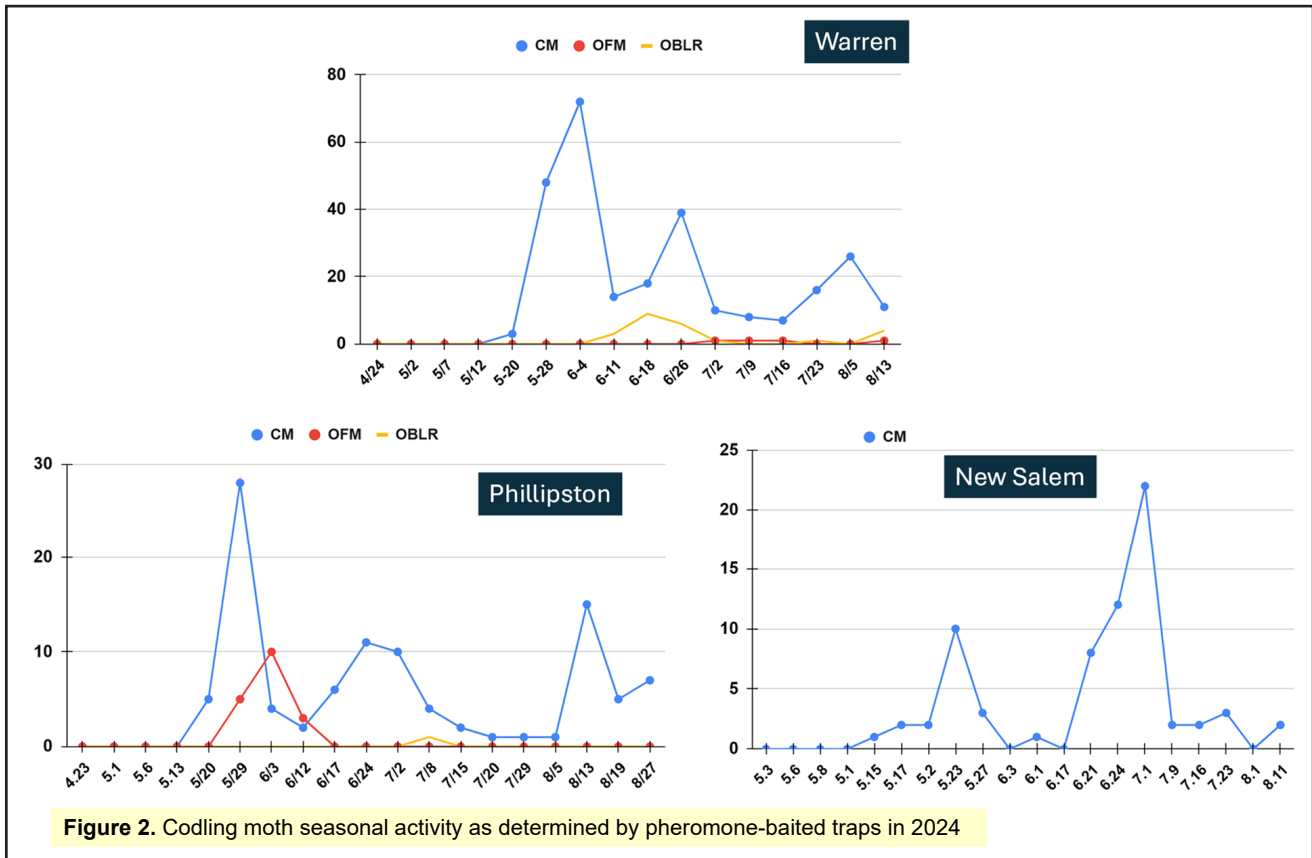 CM OFM OBLR
Warren
80
60
40
20
0
4/24 5/2 5/7 5/12 5-20 5-28 6-4 6-11 6-18 6/26 7/2 7/9 7/16 7/23 8/5 8/13
CM OFM OBLR
Phillipston
30
20
10
0
4.23 5.1 5.6 5.13 5/20 5/29 6/3 6/12 6/17 6/24 7/2 7/8 7/15 7/20 7/29 8/5 8/13 8/19 8/27
CM
New Salem
25
20
15
10
5
0
5.3 5.6 5.8 5.1 5.15 5.17 5.2 5.23 5.27 6.3 6.1 6.17 6.21 6.24 7.1 7.9 7.16 7.23 8.1 8.11
Figure 2. Codling moth seasonal activity as determined by pheromone-baited traps in 2024